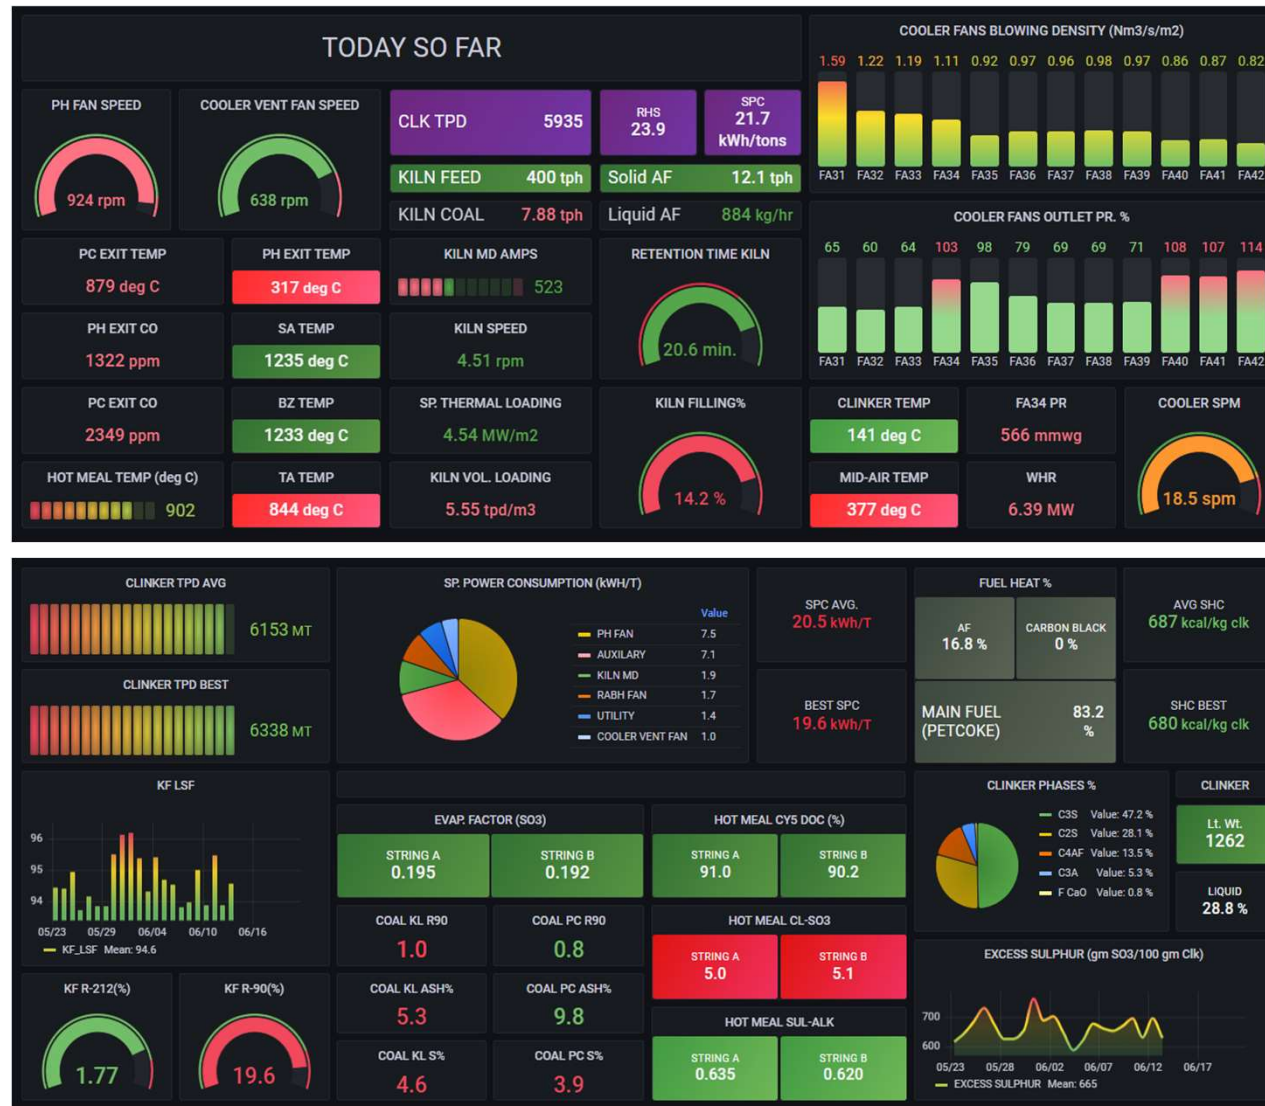 TODAY SO FAR
COOLER FANS BLOWING DENSITY (Nm3/s/m2)
1.59 1.22 1.19 1.11 0.92 0.97 0.96 0.98 0.97 0.86 0.87 0.82
FA31 FA32 FA33 FA34 FA35 FA36 FA37 FA38 FA39 FA40 FA41 FA42
PH FAN SPEED
924 rpm
COOLER VENT FAN SPEED
638 rpm
CLK TPD 5935
RHS
23.9
SPC
21.7
kWh/tons
KILN FEED 400 tph
Solid AF 12.1 tph
KILN COAL 7.88 tph
Liquid AF 884 kg/hr
COOLER FANS OUTLET PR. %
65 60 64 103 98 79 69 69 71 108 107 114
FA31 FA32 FA33 FA34 FA35 FA36 FA37 FA38 FA39 FA40 FA41 FA42
PC EXIT TEMP
879 deg C
PH EXIT TEMP
317 deg C
KILN MD AMPS
523
RETENTION TIME KILN
20.6 min.
PH EXIT CO
1322 ppm
SA TEMP
1235 deg C
KILN SPEED
4.51 rpm
PC EXIT CO
2349 ppm
BZ TEMP
1233 deg C
SP. THERMAL LOADING
4.54 MW/m2
KILN FILLING%
14.2 %
CLINKER TEMP
141 deg C
FA34 PR
566 mmwg
COOLER SPM
18.5 spm
HOT MEAL TEMP (deg C)
902
TA TEMP
844 deg C
KILN VOL. LOADING
5.55 tpd/m3
MID-AIR TEMP
377 deg C
WHR
6.39 MW
CLINKER TPD AVG
6153 MT
CLINKER TPD BEST
6338 MT
SP. POWER CONSUMPTION (kWH/T)
Value
PH FAN 7.5
AUXILARY 7.1
KILN MD 1.9
RABH FAN 1.7
UTILITY 1.4
COOLER VENT FAN 1.0
SPC AVG.
20.5 kWh/T
BEST SPC
19.6 kWh/T
FUEL HEAT %
AF
16.8 %
CARBON BLACK
0 %
MAIN FUEL
(PETCOKE)
83.2
%
AVG SHC
687 kcal/kg clk
SHC BEST
680 kcal/kg clk
KF LSF
96
95
94
05/23 05/29 06/04 06/10 06/16
KF_LSF Mean: 94.6
EVAP. FACTOR (SO3)
STRING A
0.195
STRING B
0.192
HOT MEAL CY5 DOC (%)
STRING A
91.0
STRING B
90.2
CLINKER PHASES %
C3S Value: 47.2 %
C2S Value: 28.1 %
C4AF Value: 13.5 %
C3A Value: 5.3 %
F CaO Value: 0.8 %
CLINKER
Lt. Wt.
1262
LIQUID
28.8 %
COAL KL R90
1.0
COAL PC R90
0.8
HOT MEAL CL-SO3
STRING A
5.0
STRING B
5.1
KF R-212(%)
1.77
KF R-90(%)
19.6
COAL KL ASH%
5.3
COAL PC ASH%
9.8
HOT MEAL SUL-ALK
STRING A
0.635
STRING B
0.620
COAL KL S%
4.6
COAL PC S%
3.9
EXCESS SULPHUR (gm SO3/100 gm Clk)
700
600
05/23 05/28 06/02 06/07 06/12 06/17
EXCESS SULPHUR Mean: 665